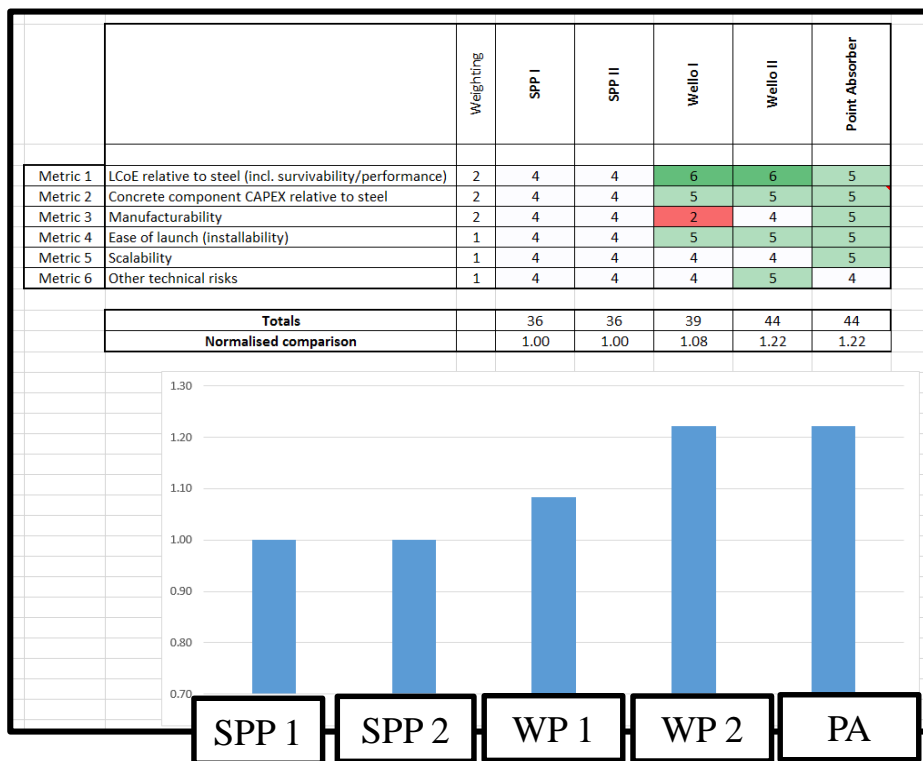 Weighting SPP I SPP II Wello I Wello II Point Absorber
Metric 1 LCoE relative to steel (incl. survivability/performance) 2 4 4 6 6 5
Metric 2 Concrete component CAPEX relative to steel 2 4 4 5 5 5
Metric 3 Manufacturability 2 4 4 2 4 5
Metric 4 Ease of launch (installability) 1 4 4 5 5 5
Metric 5 Scalability 1 4 4 4 4 5
Metric 6 Other technical risks 1 4 4 4 5 4
Totals 36 36 39 44 44
Normalised comparison 1.00 1.00 1.08 1.22 1.22
1.30
1.20
1.10
1.00
0.90
0.80
0.70
SPP 1 SPP 2 WP 1 WP 2 PA